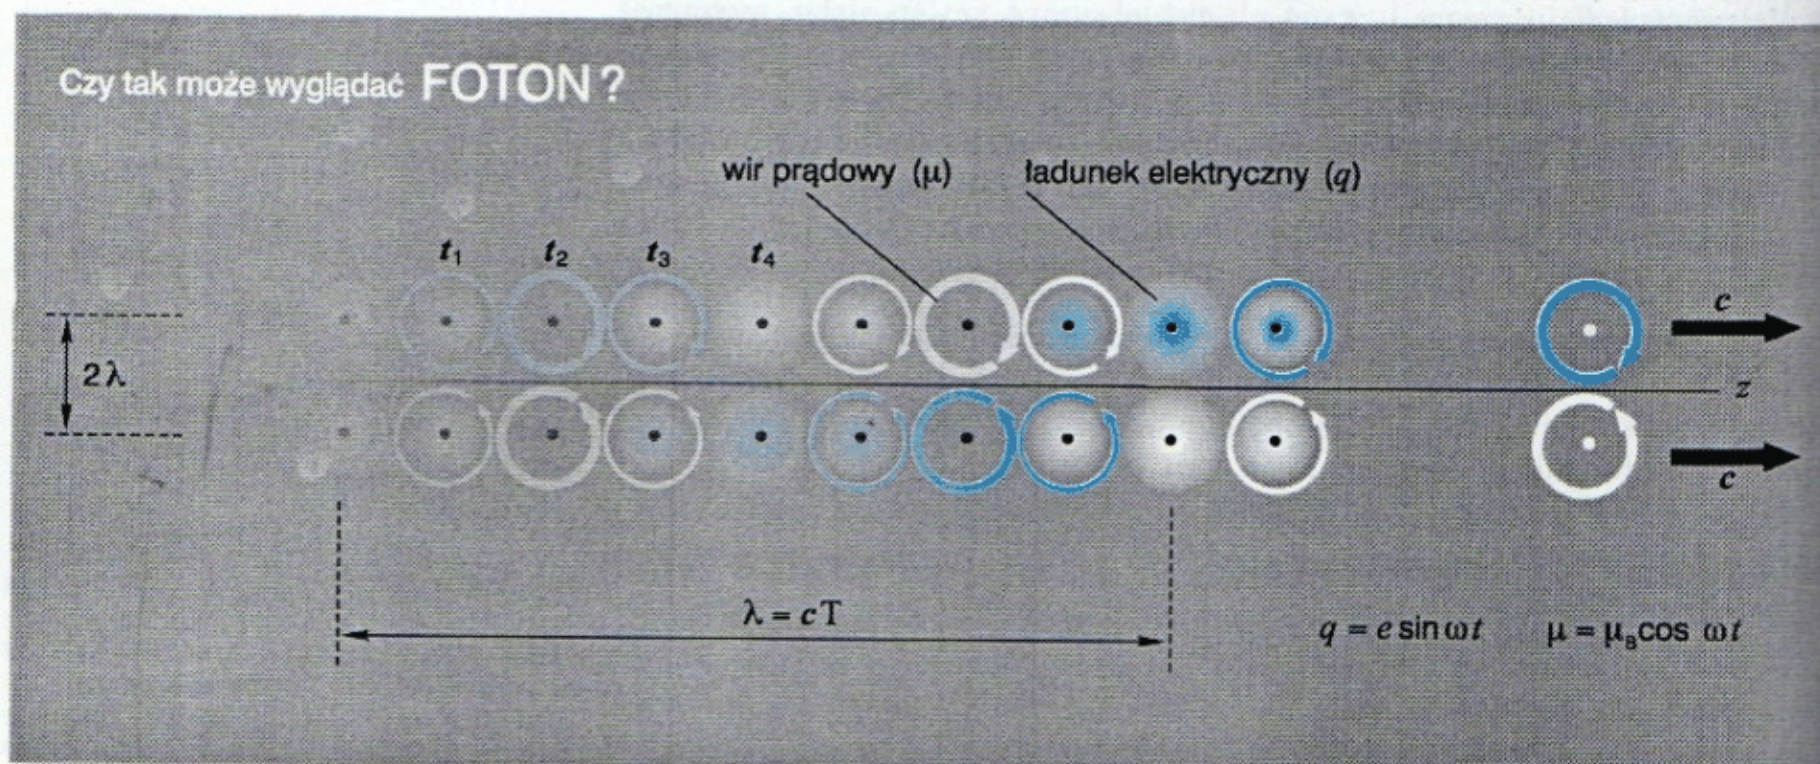 Czy tak może wyglądać FOTON?
wir prądowy (μ) ładunek elektryczny (q)
t₁ t₂ t₃ t₄
c
2λ
z
c
λ = cT
q = e sin ωt μ = μ_B cos ωt